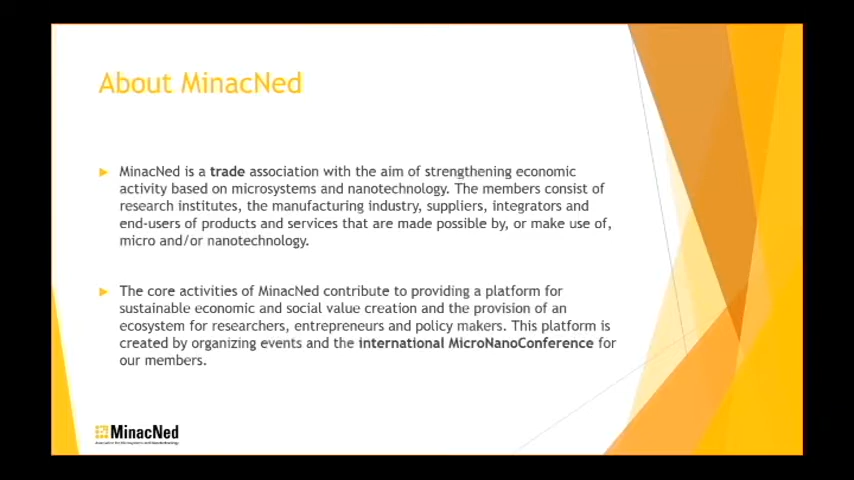 About MinacNed
MinacNed is a trade association with the aim of strengthening economic
activity based on microsystems and nanotechnology. The members consist of
research institutes, the manufacturing industry, suppliers, integrators and
end-users of products and services that are made possible by, or make use of,
micro and/or nanotechnology.
The core activities of MinacNed contribute to providing a platform for
sustainable economic and social value creation and the provision of an
ecosystem for researchers, entrepreneurs and policy makers. This platform is
created by organizing events and the international MicroNanoConference for
our members.
MinacNed